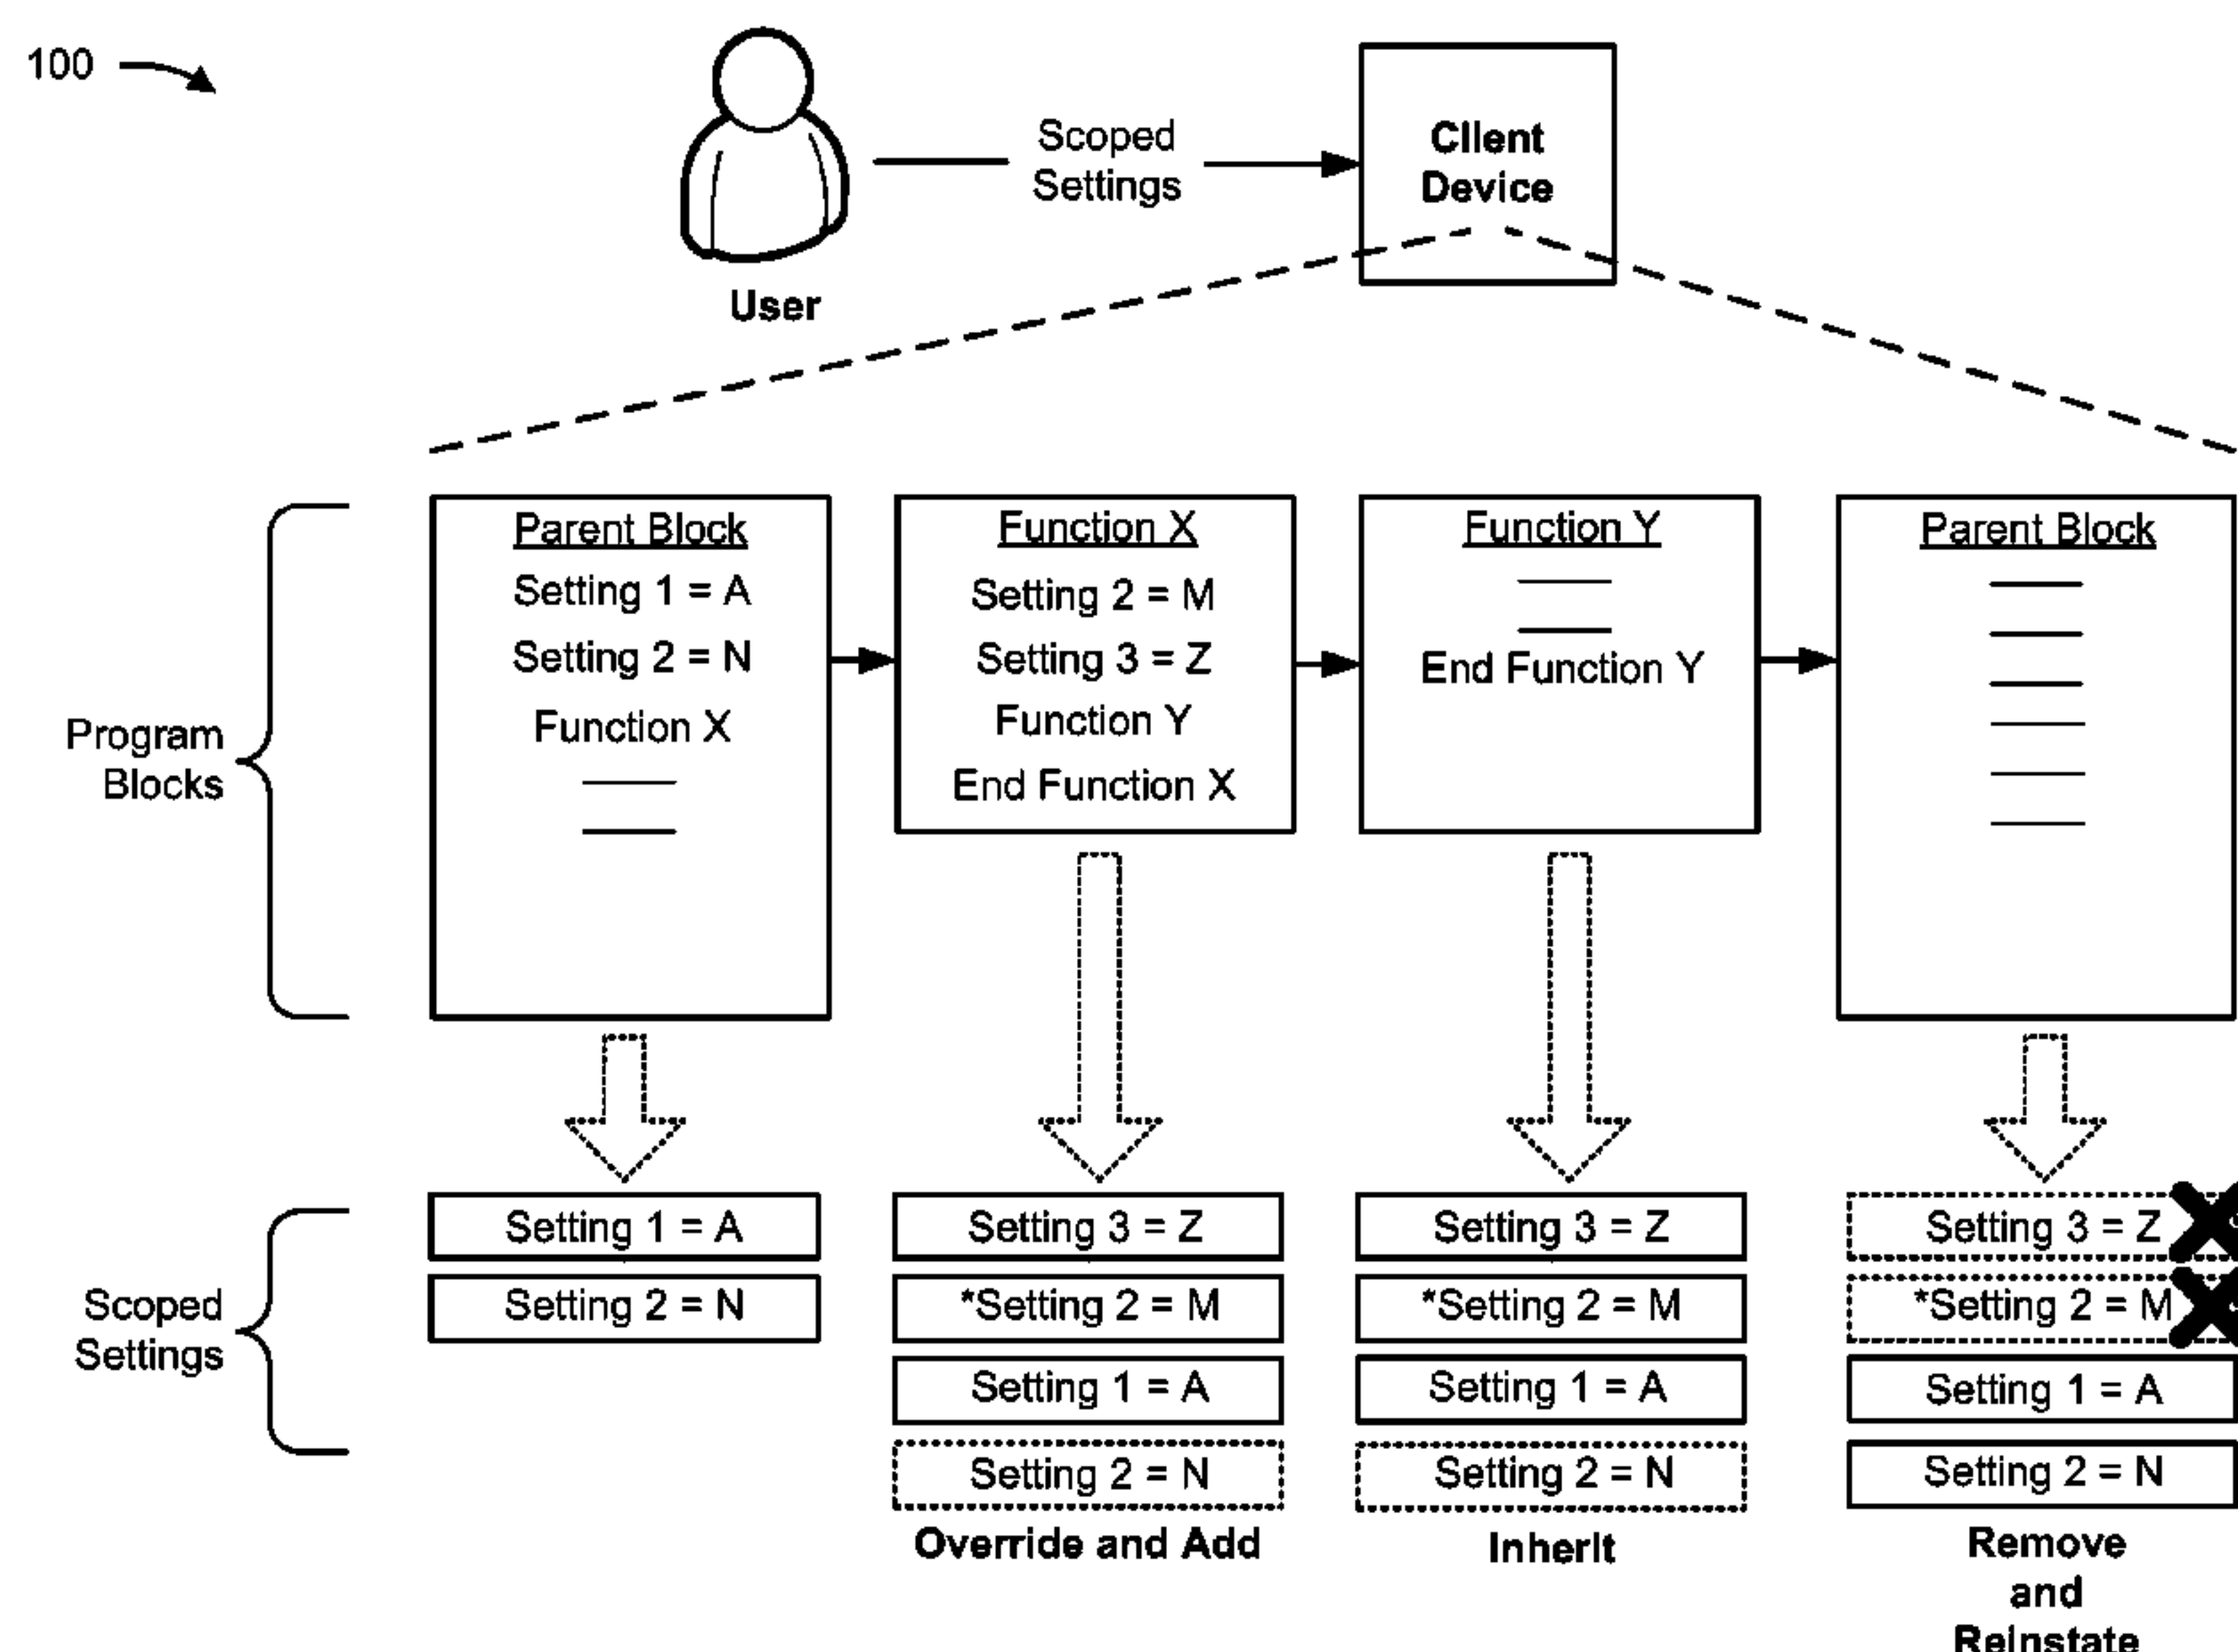 100
Scoped
Settings
Client
Device
User
Program
Blocks
Parent Block
Setting 1 = A
Setting 2 = N
Function X
Function X
Setting 2 = M
Setting 3 = Z
Function Y
End Function X
Function Y
End Function Y
Parent Block
Scoped
Settings
Setting 1 = A
Setting 2 = N
Setting 3 = Z
*Setting 2 = M
Setting 1 = A
Setting 2 = N
Override and Add
Setting 3 = Z
*Setting 2 = M
Setting 1 = A
Setting 2 = N
Inherit
Setting 3 = Z
*Setting 2 = M
Setting 1 = A
Setting 2 = N
Remove
and
Reinstate